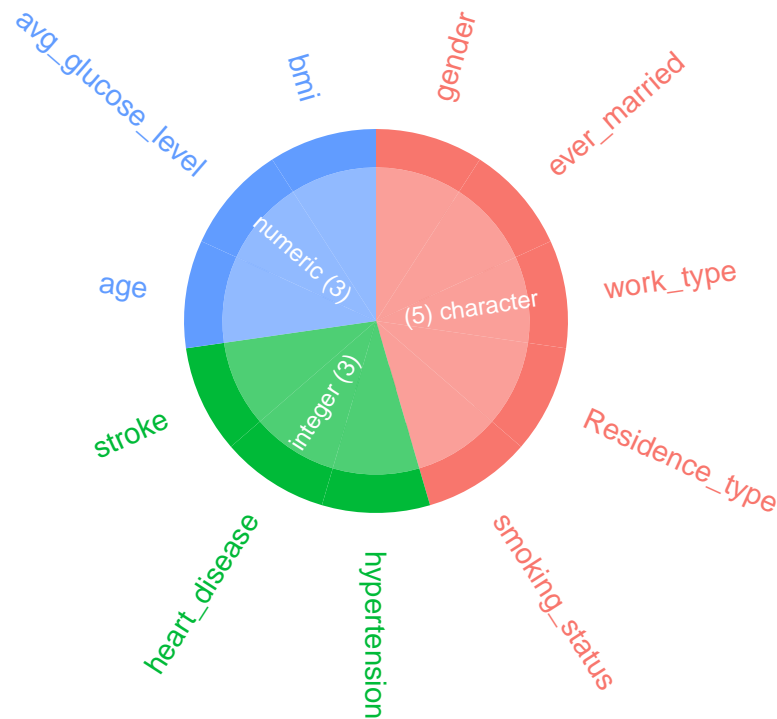 avg_glucose_level
bmi
gender
ever_married
numeric (3)
age
work_type
(5) character
integer (3)
stroke
Residence_type
heart_disease
hypertension
smoking_status